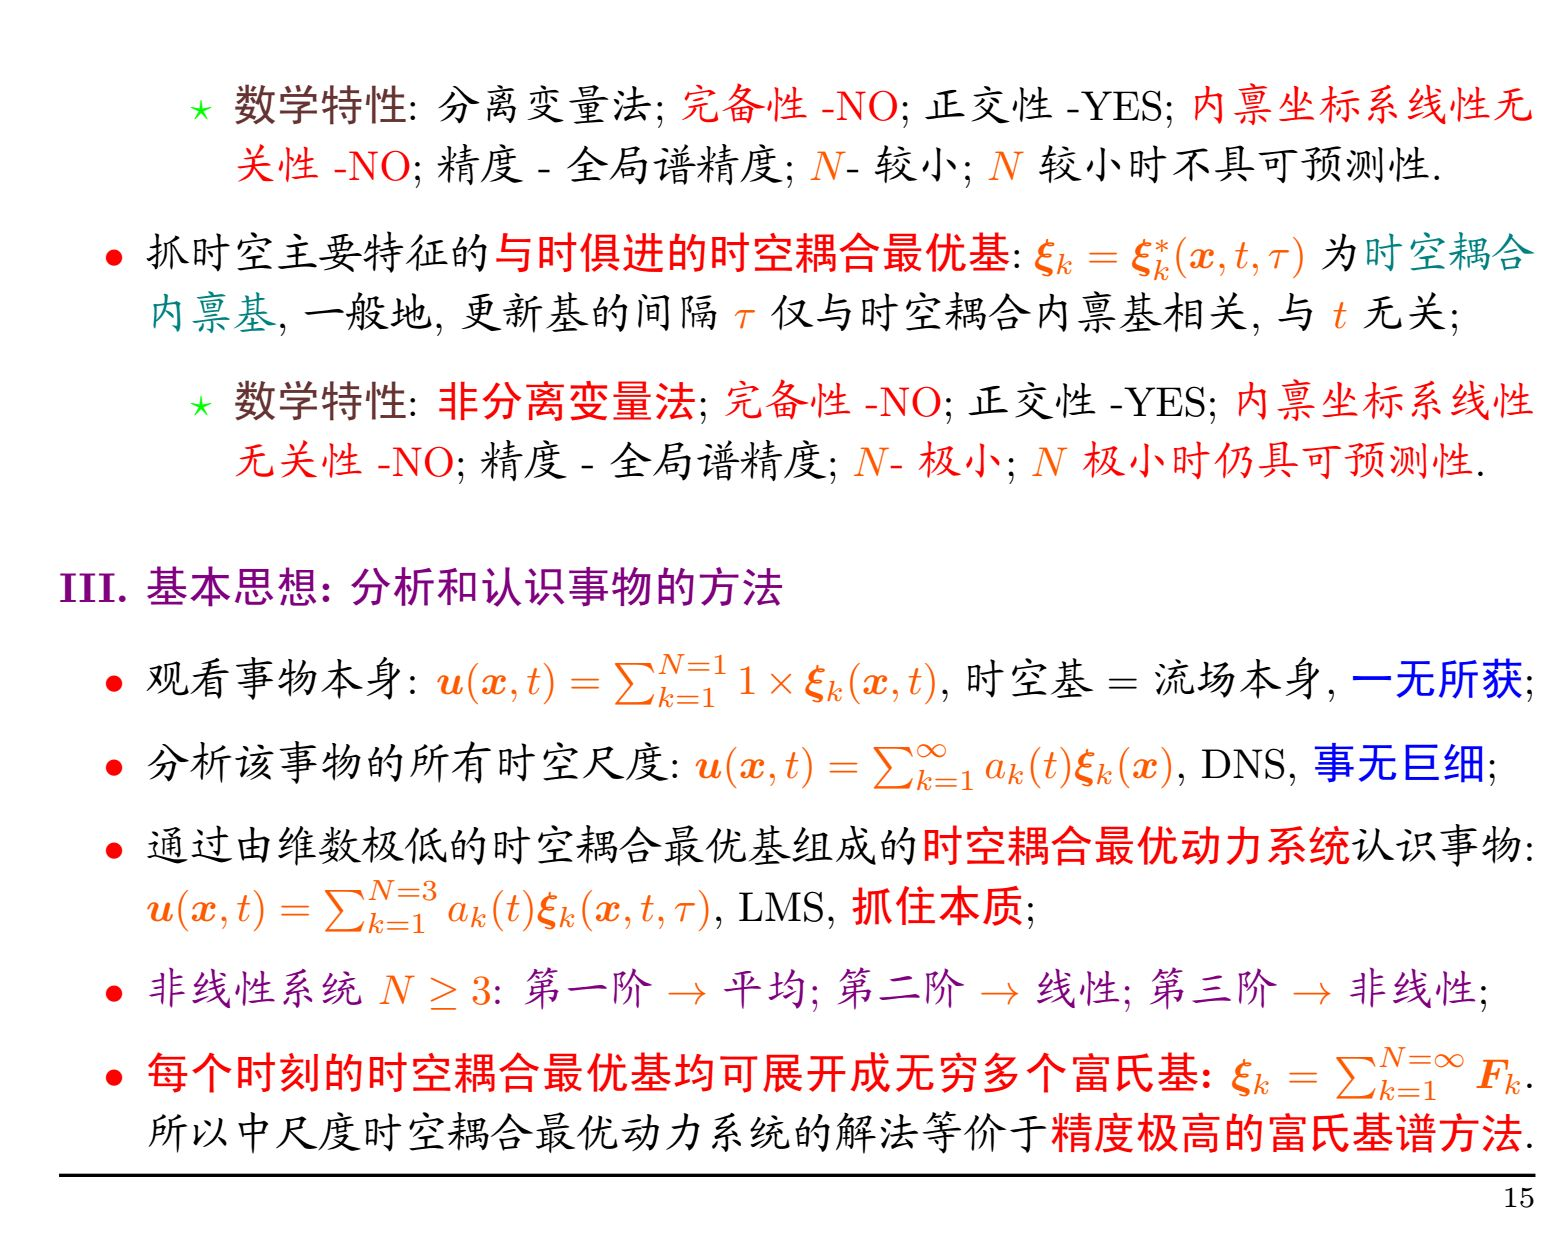 ⋆ 数学特性: 分离变量法; 完备性 -NO; 正交性 -YES; 内禀坐标系线性无
关性 -NO; 精度 - 全局谱精度; N- 较小; N 较小时不具可预测性.
• 抓时空主要特征的与时俱进的时空耦合最优基: ξ_k = ξ_k^*(x, t, τ) 为时空耦合
内禀基, 一般地, 更新基的间隔 τ 仅与时空耦合内禀基相关, 与 t 无关;
⋆ 数学特性: 非分离变量法; 完备性 -NO; 正交性 -YES; 内禀坐标系线性
无关性 -NO; 精度 - 全局谱精度; N- 极小; N 极小时仍具可预测性.
III. 基本思想: 分析和认识事物的方法
• 观看事物本身: u(x, t) = ∑_{k=1}^{N=1} 1 × ξ_k(x, t), 时空基 = 流场本身, 一无所获;
• 分析该事物的所有时空尺度: u(x, t) = ∑_{k=1}^{∞} a_k(t)ξ_k(x), DNS, 事无巨细;
• 通过由维数极低的时空耦合最优基组成的时空耦合最优动力系统认识事物:
u(x, t) = ∑_{k=1}^{N=3} a_k(t)ξ_k(x, t, τ), LMS, 抓住本质;
• 非线性系统 N ≥ 3: 第一阶 → 平均; 第二阶 → 线性; 第三阶 → 非线性;
• 每个时刻的时空耦合最优基均可展开成无穷多个富氏基: ξ_k = ∑_{k=1}^{N=∞} F_k.
所以中尺度时空耦合最优动力系统的解法等价于精度极高的富氏基谱方法.
15